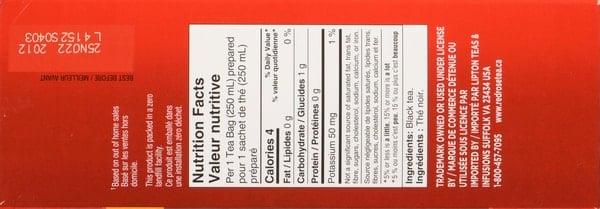 BEST BEFORE / MEILLEUR AVANT
25NO22
2012
L 4152 S0403
*Based on out of home sales
Basé sur les ventes hors
domicile.
This product is packed in a zero
landfill facility.
Ce produit est emballé dans
une installation zéro déchet.
Nutrition Facts
Valeur nutritive
Per 1 Tea Bag (250 mL) prepared
pour 1 sachet de thé (250 mL)
préparé
Calories 4
% Daily Value*
% valeur quotidienne*
Fat / Lipides 0 g 0 %
Carbohydrate / Glucides 1 g
Protein / Protéines 0 g
Potassium 50 mg 1 %
Not a significant source of saturated fat, trans fat,
fibre, sugars, cholesterol, sodium, calcium, or iron.
Source négligeable de lipides saturés, lipides trans,
fibres, sucres, cholestérol, sodium, calcium et fer.
*5% or less is a little, 15% or more is a lot
*5 % ou moins c'est peu, 15 % ou plus c'est beaucoup
Ingredients: Black tea.
Ingrédients : Thé noir.
TRADEMARK OWNED OR USED UNDER LICENSE
BY / MARQUE DE COMMERCE DÉTENUE OU
UTILISÉE SOUS LICENCE PAR
IMPORTED BY / IMPORTÉ PAR LIPTON TEAS &
INFUSIONS SUFFOLK VA 23434 USA
1-800-457-7095
www.redrosetea.ca